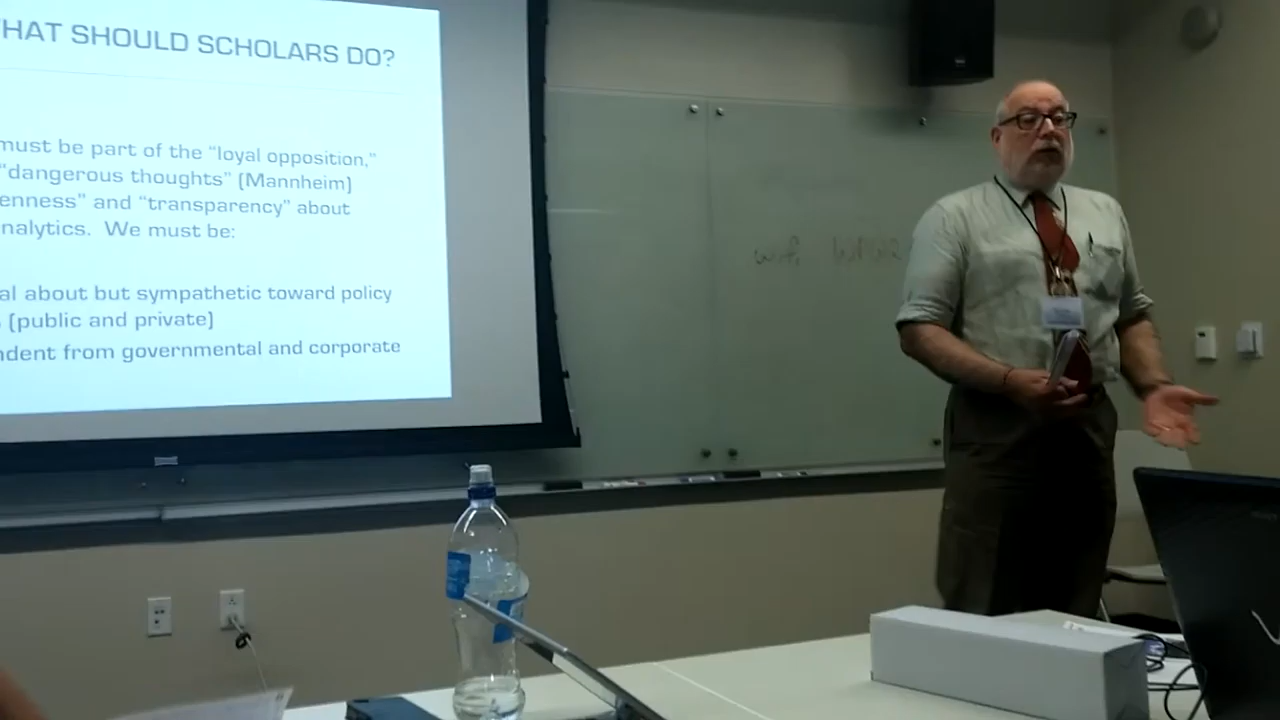 HAT SHOULD SCHOLARS DO?
must be part of the “loyal opposition,”
“dangerous thoughts” (Mannheim)
enness” and “transparency” about
nalytics. We must be:
al about but sympathetic toward policy
(public and private)
ndent from governmental and corporate